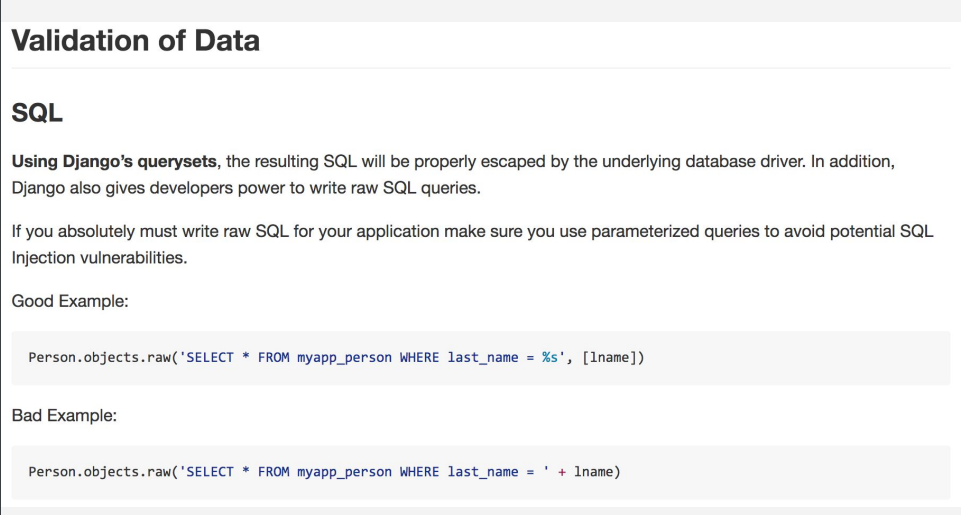 Validation of Data
SQL
Using Django’s querysets, the resulting SQL will be properly escaped by the underlying database driver. In addition,
Django also gives developers power to write raw SQL queries.
If you absolutely must write raw SQL for your application make sure you use parameterized queries to avoid potential SQL
Injection vulnerabilities.
Good Example:
Person.objects.raw('SELECT * FROM myapp_person WHERE last_name = %s', [lname])
Bad Example:
Person.objects.raw('SELECT * FROM myapp_person WHERE last_name = ' + lname)